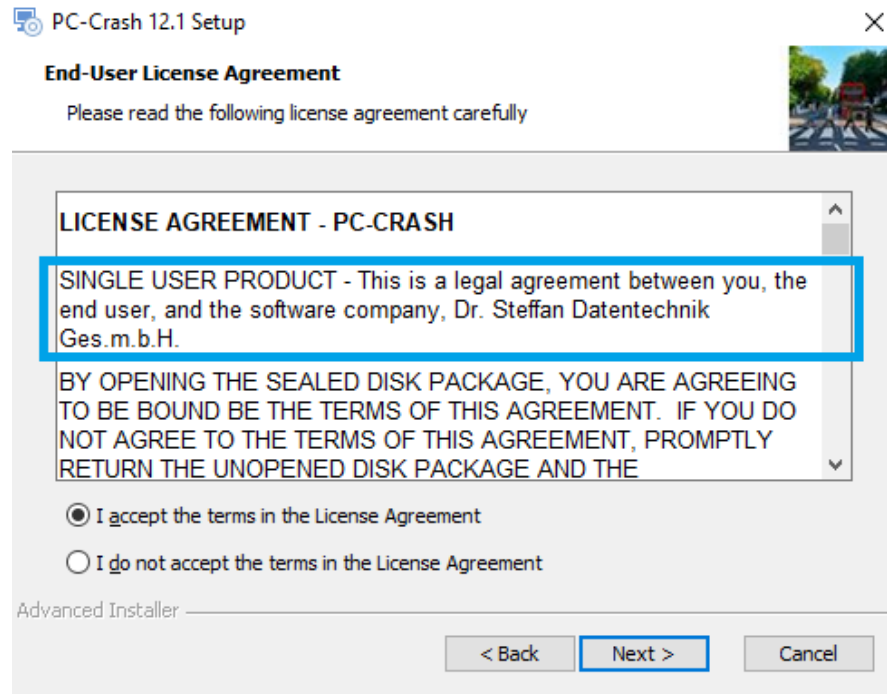 PC-Crash 12.1 Setup
End-User License Agreement
Please read the following license agreement carefully
LICENSE AGREEMENT - PC-CRASH
SINGLE USER PRODUCT - This is a legal agreement between you, the
end user, and the software company, Dr. Steffan Datentechnik
Ges.m.b.H.
BY OPENING THE SEALED DISK PACKAGE, YOU ARE AGREEING
TO BE BOUND BE THE TERMS OF THIS AGREEMENT.  IF YOU DO
NOT AGREE TO THE TERMS OF THIS AGREEMENT, PROMPTLY
RETURN THE UNOPENED DISK PACKAGE AND THE
I accept the terms in the License Agreement
I do not accept the terms in the License Agreement
Advanced Installer
< Back Next > Cancel